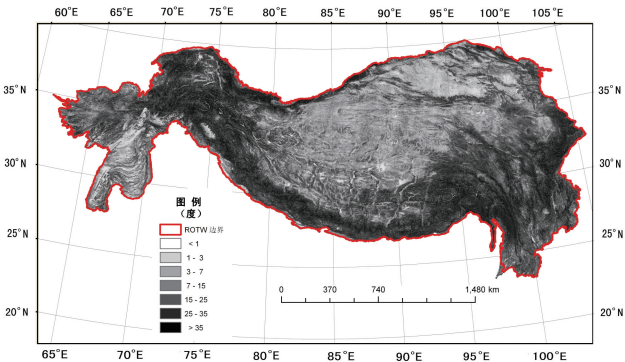 60°E 65°E 70°E 75°E 80°E 85°E 90°E 95°E 100°E 105°E
35°N 35°N
30°N 30°N
25°N 25°N
20°N 20°N
图 例
（度）
ROTW 边界
< 1
1 - 3
3 - 7
7 - 15
15 - 25
25 - 35
> 35
0 370 740 1,480 km
65°E 70°E 75°E 80°E 85°E 90°E 95°E 100°E